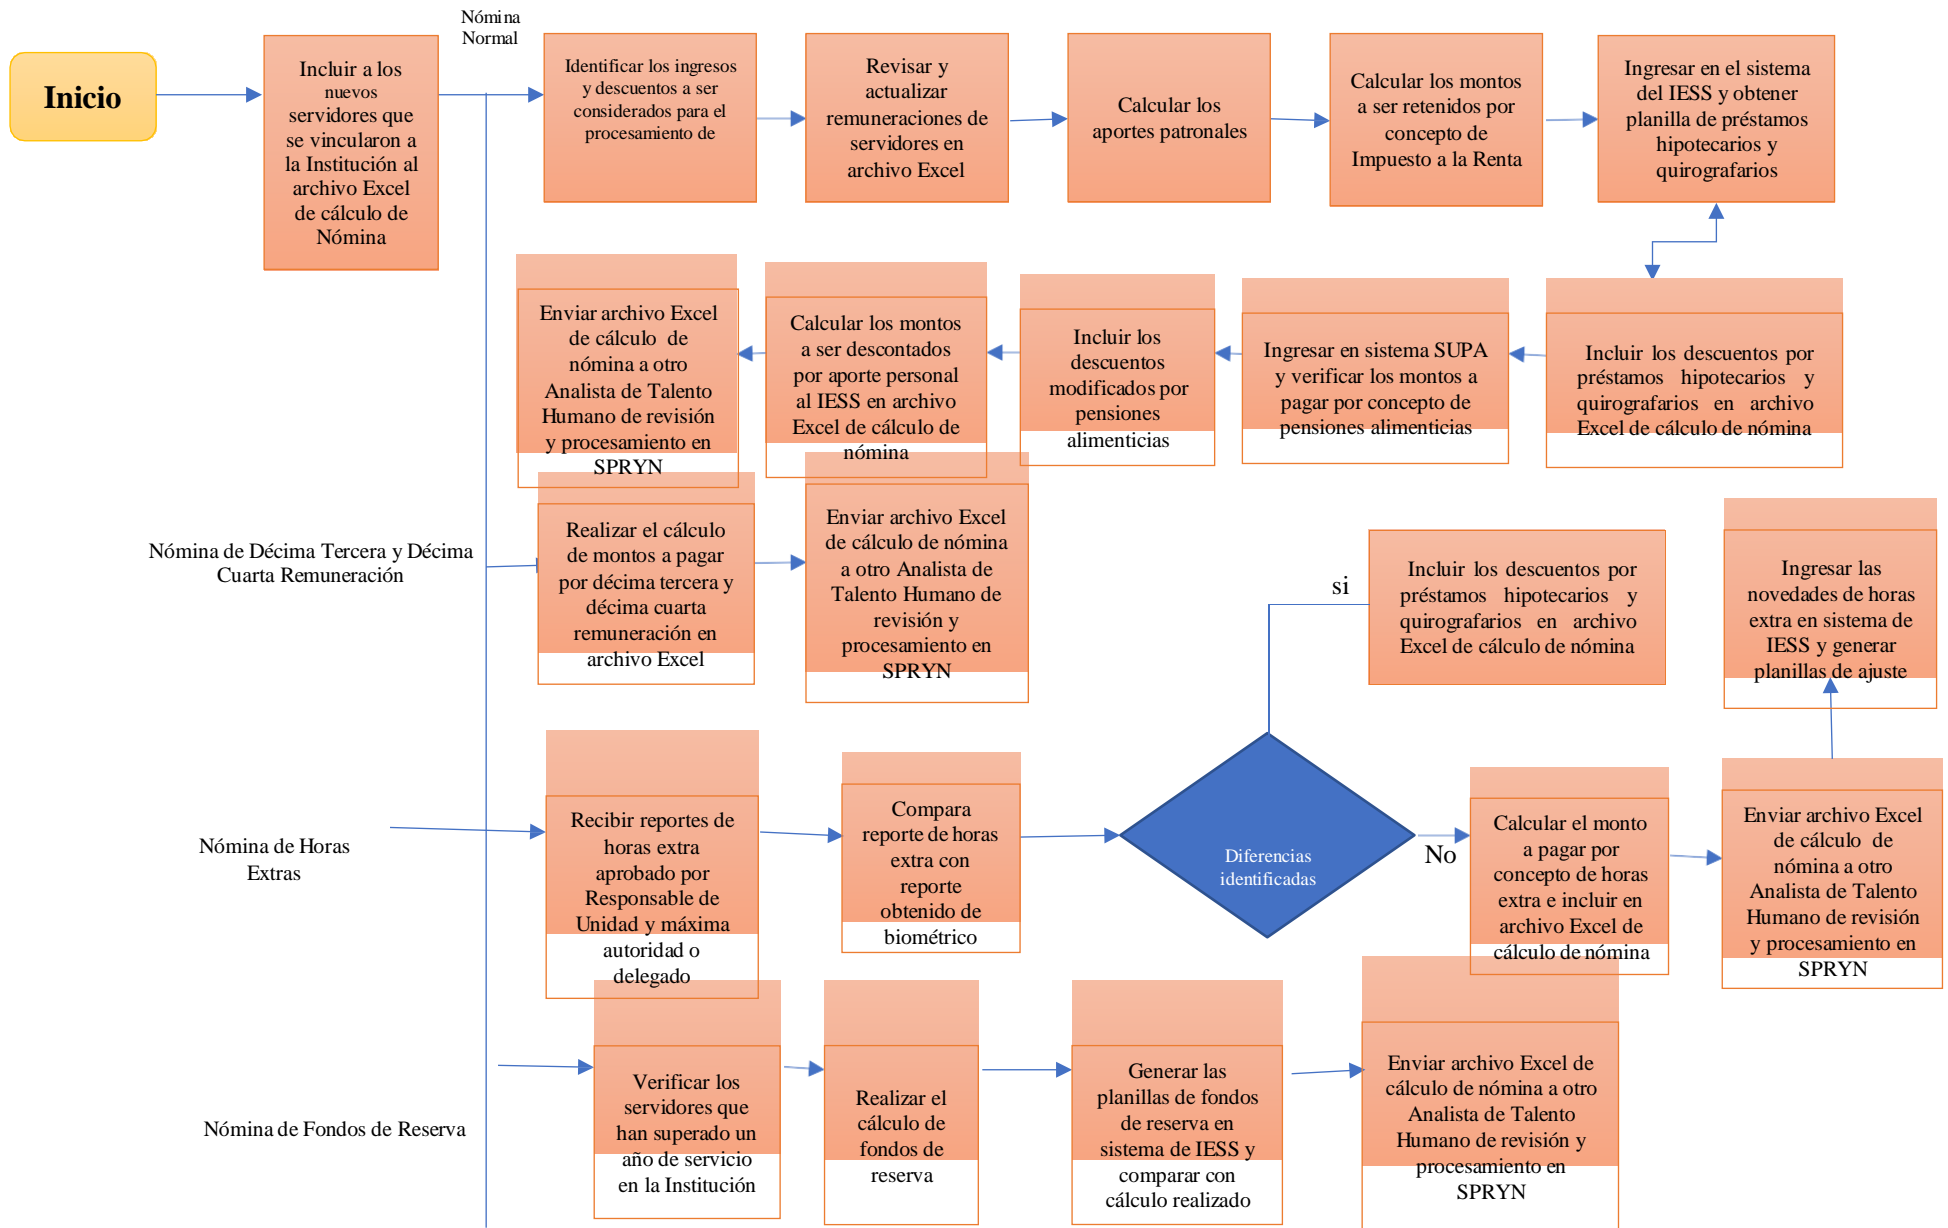 Inicio
Incluir a los
nuevos
servidores que
se vincularon a
la Institución al
archivo Excel
de cálculo de
Nómina
Nómina
Normal
Identificar los ingresos
y descuentos a ser
considerados para el
procesamiento de
Revisar y
actualizar
remuneraciones de
servidores en
archivo Excel
Calcular los
aportes patronales
Calcular los montos
a ser retenidos por
concepto de
Impuesto a la Renta
Ingresar en el sistema
del IESS y obtener
planilla de préstamos
hipotecarios y
quirografarios
Incluir los descuentos por
préstamos hipotecarios y
quirografarios en archivo
Excel de cálculo de nómina
Ingresar en sistema SUPA
y verificar los montos a
pagar por concepto de
pensiones alimenticias
Incluir los
descuentos
modificados por
pensiones
alimenticias
Calcular los montos
a ser descontados
por aporte personal
al IESS en archivo
Excel de cálculo de
nómina
Enviar archivo Excel
de cálculo de
nómina a otro
Analista de Talento
Humano de revisión
y procesamiento en
SPRYN
Nómina de Décima Tercera y Décima
Cuarta Remuneración
Realizar el cálculo
de montos a pagar
por décima tercera y
décima cuarta
remuneración en
archivo Excel
Enviar archivo Excel
de cálculo de nómina
a otro Analista de
Talento Humano de
revisión y
procesamiento en
SPRYN
Nómina de Horas
Extras
Recibir reportes de
horas extra
aprobado por
Responsable de
Unidad y máxima
autoridad o
delegado
Compara
reporte de horas
extra con
reporte
obtenido de
biométrico
Diferencias
identificadas
si
Incluir los descuentos por
préstamos hipotecarios y
quirografarios en archivo
Excel de cálculo de nómina
No
Calcular el monto
a pagar por
concepto de horas
extra e incluir en
archivo Excel de
cálculo de nómina
Enviar archivo Excel
de cálculo de
nómina a otro
Analista de Talento
Humano de revisión
y procesamiento en
SPRYN
Ingresar las
novedades de horas
extra en sistema de
IESS y generar
planillas de ajuste
Nómina de Fondos de Reserva
Verificar los
servidores que
han superado un
año de servicio
en la Institución
Realizar el
cálculo de
fondos de
reserva
Generar las
planillas de fondos
de reserva en
sistema de IESS y
comparar con
cálculo realizado
Enviar archivo Excel de
cálculo de nómina a otro
Analista de Talento
Humano de revisión y
procesamiento en
SPRYN